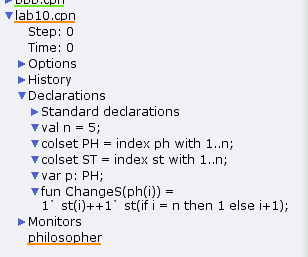 bbb.cpn
lab10.cpn
Step: 0
Time: 0
Options
History
Declarations
Standard declarations
val n = 5;
colset PH = index ph with 1..n;
colset ST = index st with 1..n;
var p: PH;
fun ChangeS(ph(i)) =
1` st(i)++1` st(if i = n then 1 else i+1);
Monitors
philosopher